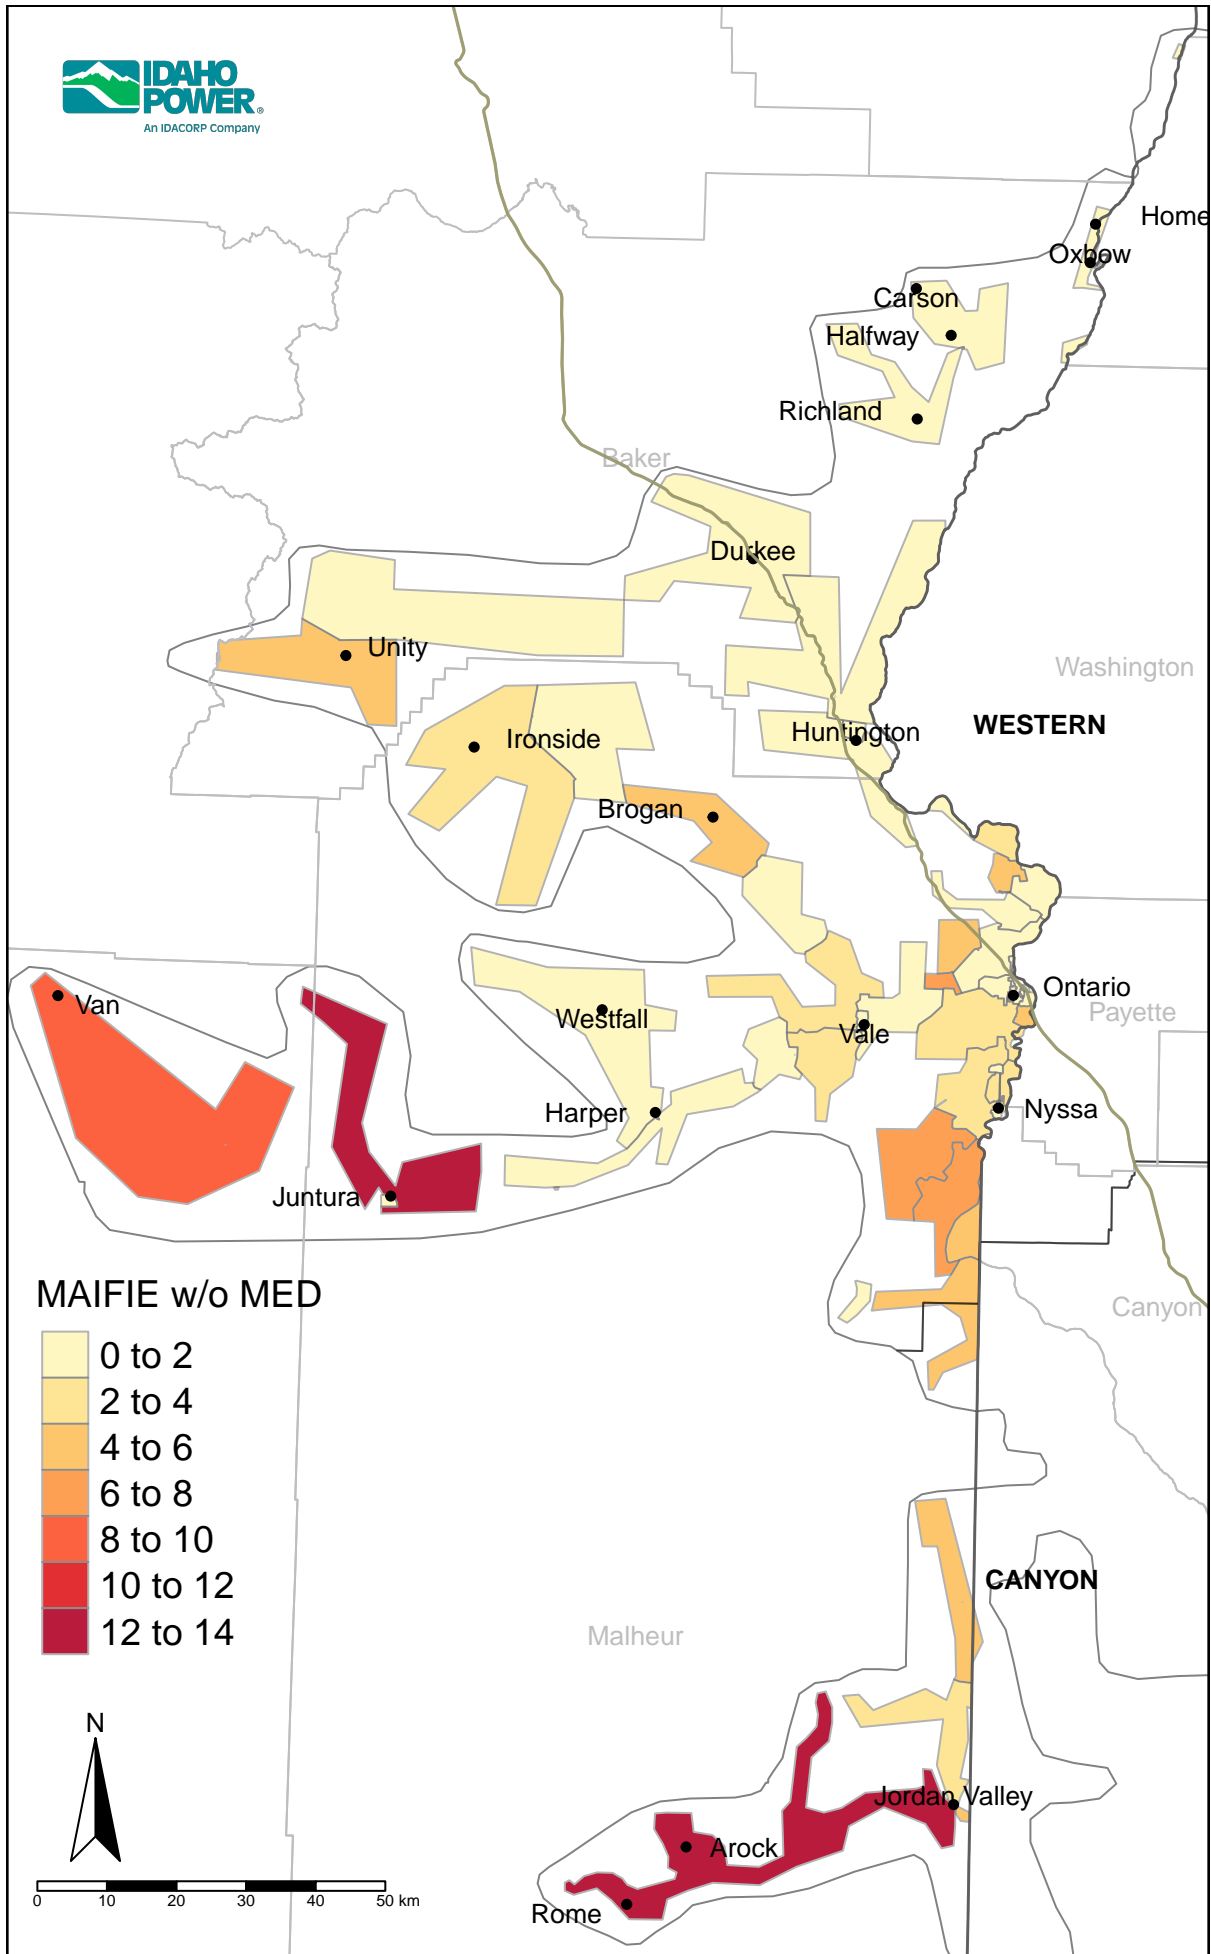 IDAHO
POWER®
An IDACORP Company
Home
Oxbow
Carson
Halfway
Richland
Baker
Durkee
Unity
Washington
WESTERN
Huntington
Ironside
Brogan
Ontario
Payette
Van
Westfall
Vale
Harper
Nyssa
Juntura
MAIFIE w/o MED
0 to 2
2 to 4
4 to 6
6 to 8
8 to 10
10 to 12
12 to 14
Canyon
CANYON
Malheur
N
Jordan Valley
Arock
Rome
0 10 20 30 40 50 km